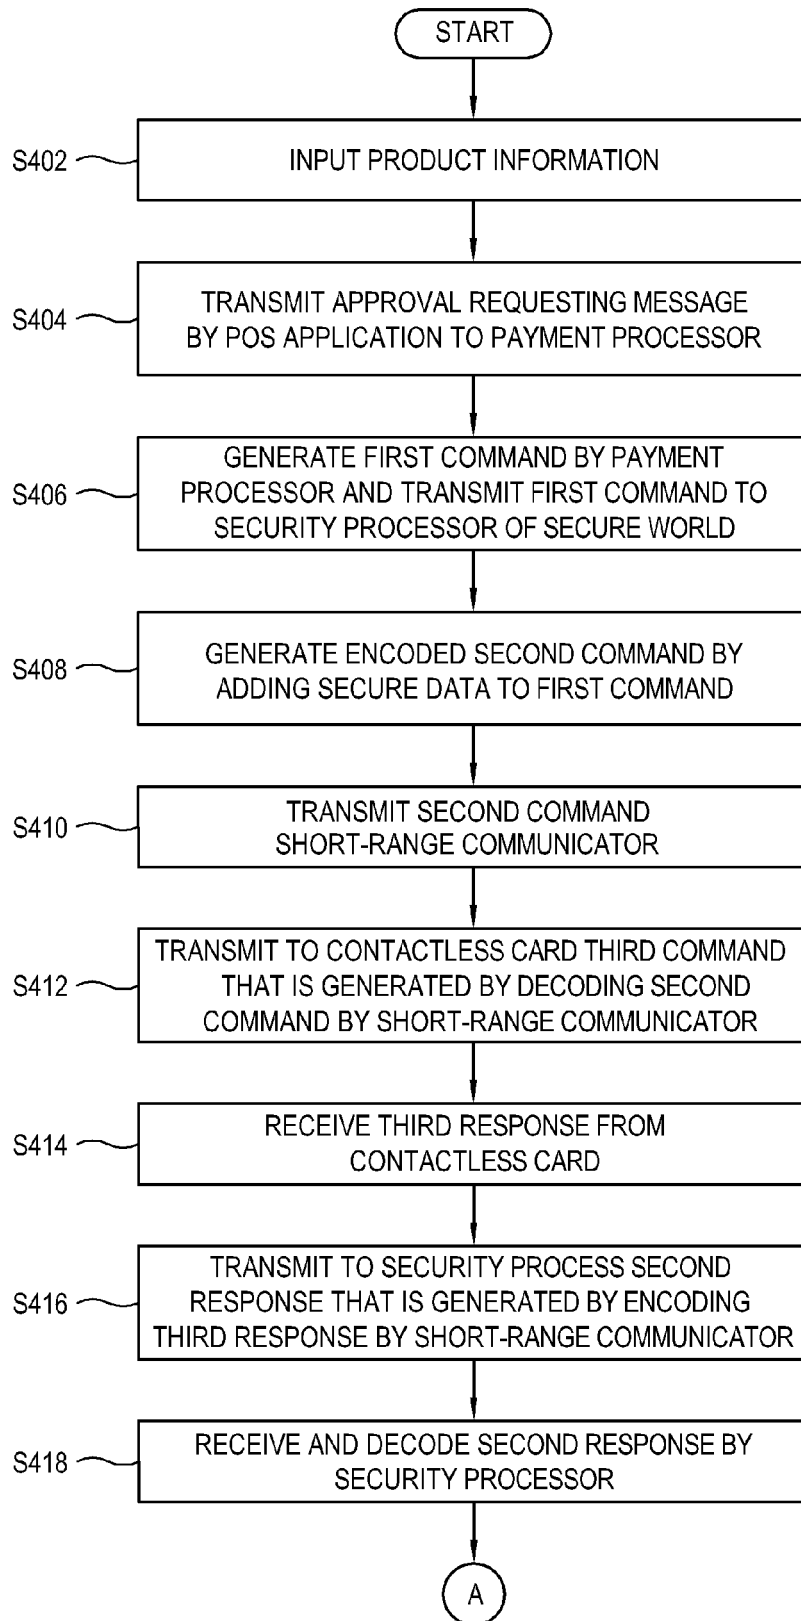 START
S402
INPUT PRODUCT INFORMATION
S404
TRANSMIT APPROVAL REQUESTING MESSAGE
BY POS APPLICATION TO PAYMENT PROCESSOR
S406
GENERATE FIRST COMMAND BY PAYMENT
PROCESSOR AND TRANSMIT FIRST COMMAND TO
SECURITY PROCESSOR OF SECURE WORLD
S408
GENERATE ENCODED SECOND COMMAND BY
ADDING SECURE DATA TO FIRST COMMAND
S410
TRANSMIT SECOND COMMAND
SHORT-RANGE COMMUNICATOR
S412
TRANSMIT TO CONTACTLESS CARD THIRD COMMAND
THAT IS GENERATED BY DECODING SECOND
COMMAND BY SHORT-RANGE COMMUNICATOR
S414
RECEIVE THIRD RESPONSE FROM
CONTACTLESS CARD
S416
TRANSMIT TO SECURITY PROCESS SECOND
RESPONSE THAT IS GENERATED BY ENCODING
THIRD RESPONSE BY SHORT-RANGE COMMUNICATOR
S418
RECEIVE AND DECODE SECOND RESPONSE BY
SECURITY PROCESSOR
A